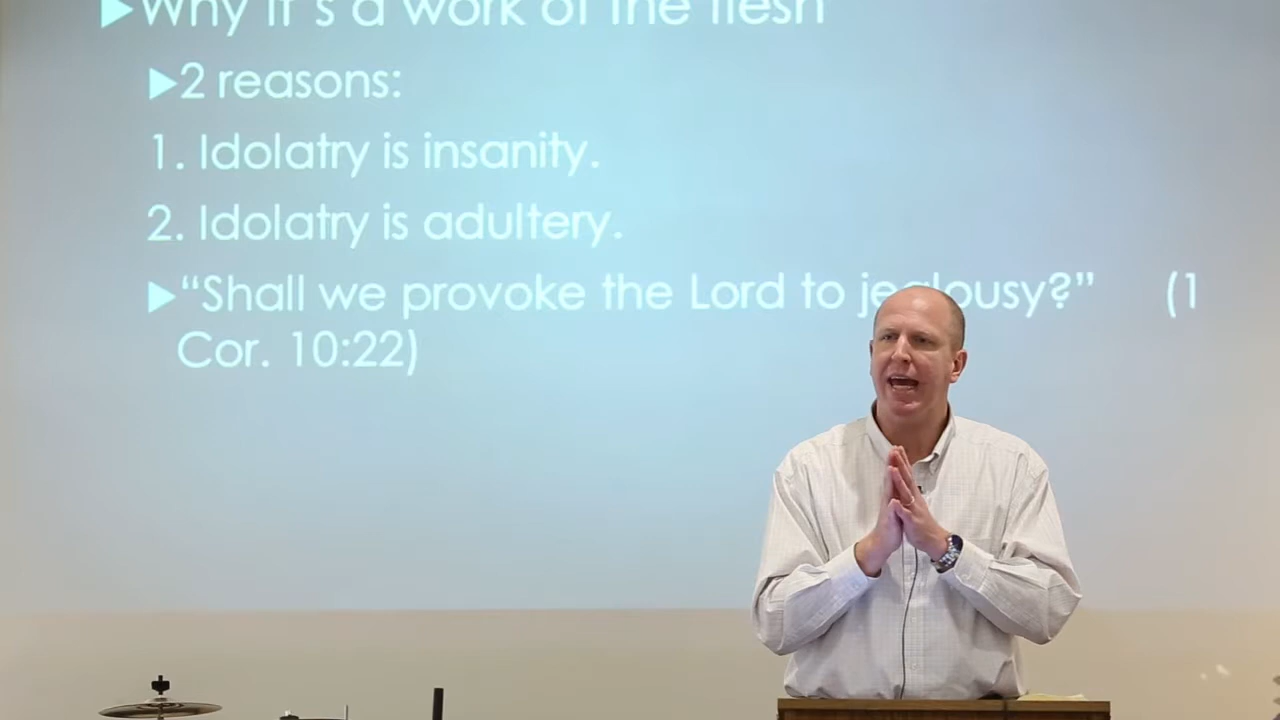 ▶Why it's a work of the flesh
▶2 reasons:
1. Idolatry is insanity.
2. Idolatry is adultery.
▶“Shall we provoke the Lord to jealousy?” (1
Cor. 10:22)